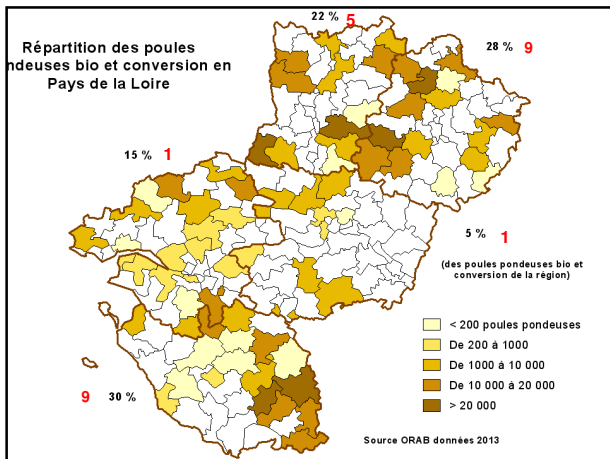 Répartition des poules
ndeuses bio et conversion en
Pays de la Loire
22 %
5
28 %
9
15 %
1
5 %
1
(des poules pondeuses bio et
conversion de la région)
< 200 poules pondeuses
De 200 à 1000
De 1000 à 10 000
De 10 000 à 20 000
> 20 000
9
30 %
Source ORAB données 2013